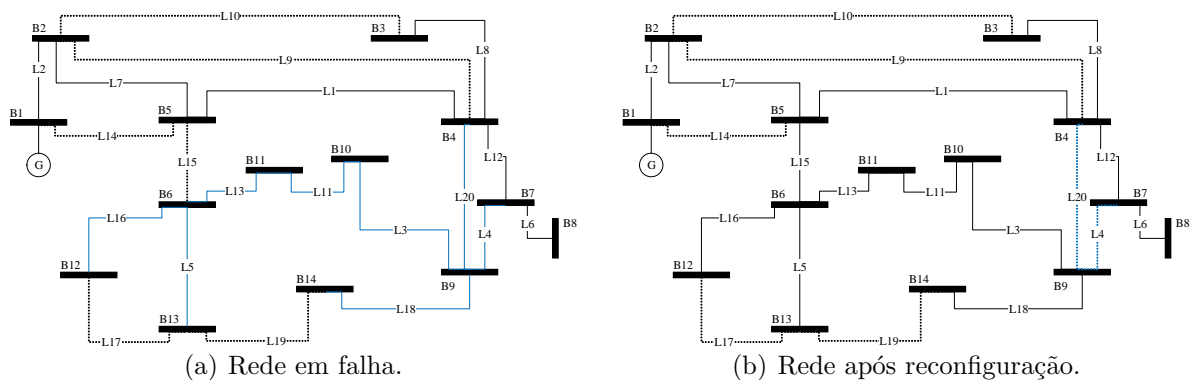 L10
B2
B3
L8
L9
L2
L7
B1
B5
L1
L14
B4
G
L15
B11
B10
L12
B6
L13
L11
B7
L20
L16
L3
L4
L6
B8
L5
B12
B14
B9
L18
B13
L17
L19
(a) Rede em falha.
L10
B2
B3
L8
L9
L2
L7
B1
B5
L1
L14
B4
G
L15
B11
B10
L12
B6
L13
L11
B7
L20
L16
L3
L4
L6
B8
L5
B12
B14
B9
L18
B13
L17
L19
(b) Rede após reconfiguração.